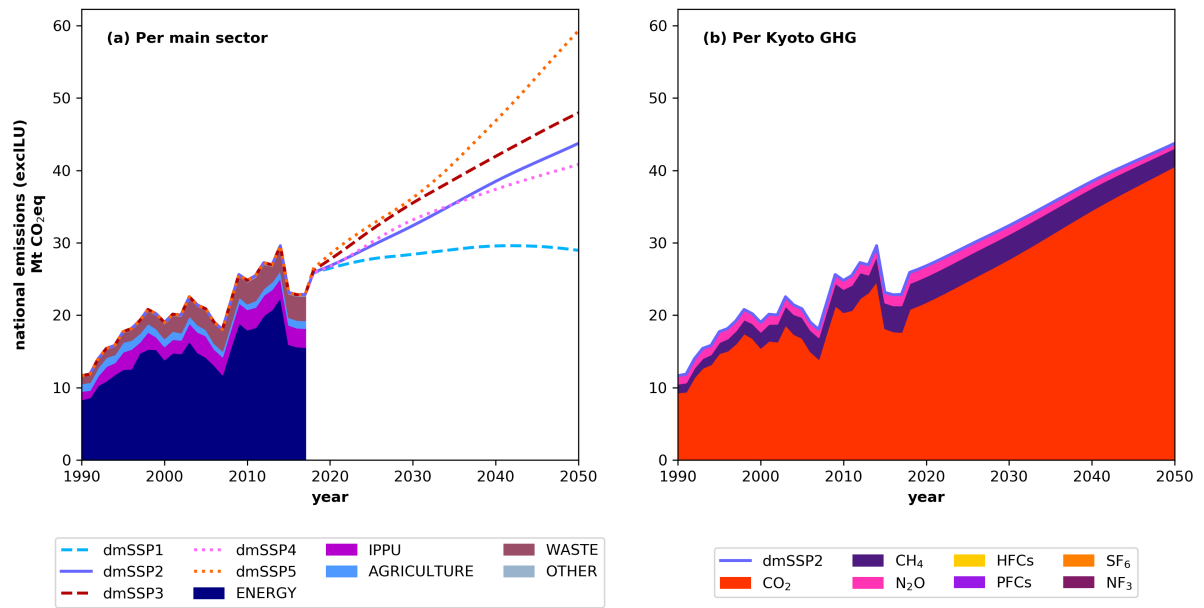 (a) Per main sector
national emissions (exclLU)
Mt CO₂eq
60
50
40
30
20
10
0
1990 2000 2010 2020 2030 2040 2050
year
(b) Per Kyoto GHG
60
50
40
30
20
10
0
1990 2000 2010 2020 2030 2040 2050
year
dmSSP1 dmSSP4 IPPU WASTE
dmSSP2 dmSSP5 AGRICULTURE OTHER
dmSSP3 ENERGY
dmSSP2 CH₄ HFCs SF₆
CO₂ N₂O PFCs NF₃